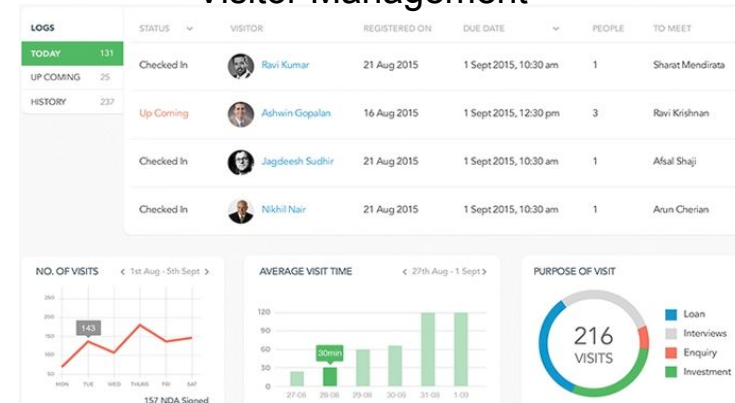 Visitor Management
LOGS
TODAY 131
UP COMING 25
HISTORY 237
STATUS VISITOR REGISTERED ON DUE DATE PEOPLE TO MEET
Checked In Ravi Kumar 21 Aug 2015 1 Sept 2015, 10:30 am 1 Sharat Mendirata
Up Coming Ashwin Gopalan 16 Aug 2015 1 Sept 2015, 12:30 pm 3 Ravi Krishnan
Checked In Jagdeesh Sudhir 21 Aug 2015 1 Sept 2015, 10:30 am 1 Afsal Shaji
Checked In Nikhil Nair 21 Aug 2015 1 Sept 2015, 10:30 am 1 Arun Cherian
NO. OF VISITS < 1st Aug - 5th Sept >
250
200
150
100
50
143
MON TUE WED THURS FRI SAT
157 NDA Signed
AVERAGE VISIT TIME < 27th Aug - 1 Sept >
120
90
60
30
0
30min
27-08 28-08 29-08 30-08 31-08 1-09
PURPOSE OF VISIT
216
VISITS
Loan
Interviews
Enquiry
Investment